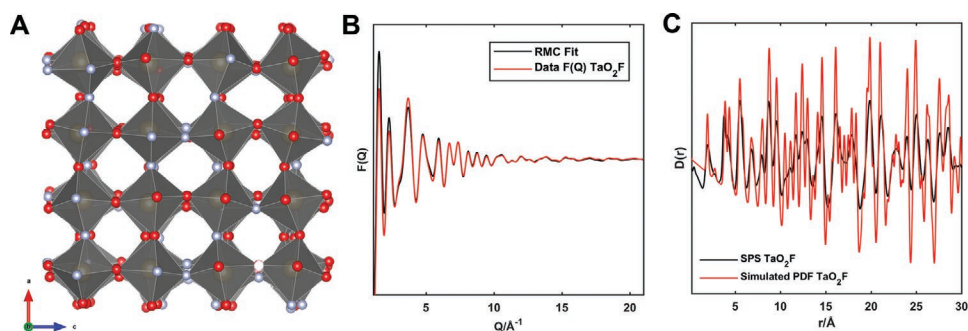 A
a
c
B
RMC Fit
Data F(Q) TaO₂F
F(Q)
5
10
15
20
Q/Å⁻¹
C
D(r)
SPS TaO₂F
Simulated PDF TaO₂F
5
10
15
20
25
30
r/Å